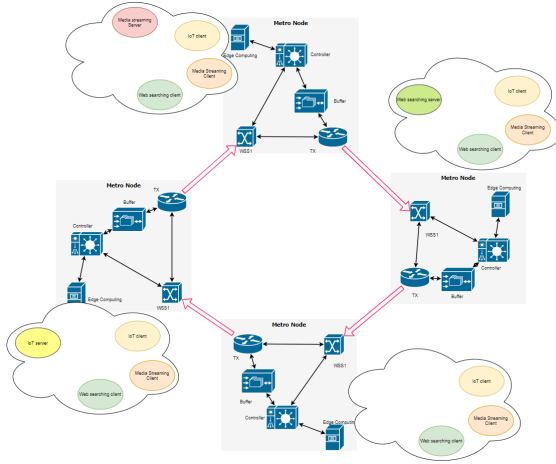 Media streaming
Server
IoT client
Media Streaming
Client
Web searching client
Metro Node
Edge Computing
Controller
Buffer
WSS1
TX
Web searching server
IoT client
Media Streaming
Client
Web searching client
Metro Node
TX
Buffer
Controller
Edge Computing
WSS1
Metro Node
Edge Computing
WSS1
Controller
TX
Buffer
IoT server
IoT client
Media Streaming
Client
Web searching client
Metro Node
TX
WSS1
Buffer
Controller
Edge Computing
IoT client
Media Streaming
Client
Web searching client